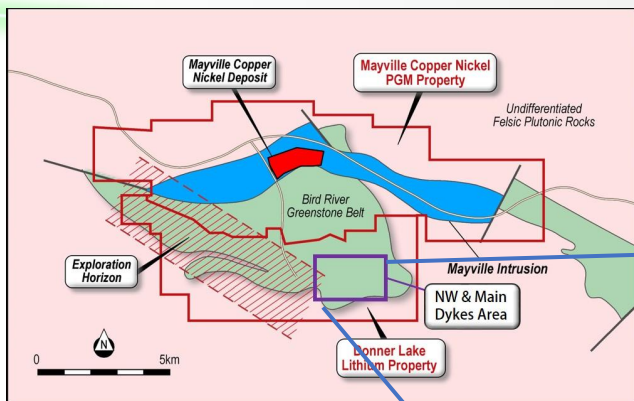 Mayville Copper
Nickel Deposit
Mayville Copper Nickel
PGM Property
Undifferentiated
Felsic Plutonic Rocks
Bird River
Greenstone Belt
Exploration
Horizon
Mayville Intrusion
NW & Main
Dykes Area
Donner Lake
Lithium Property
N
0 5km